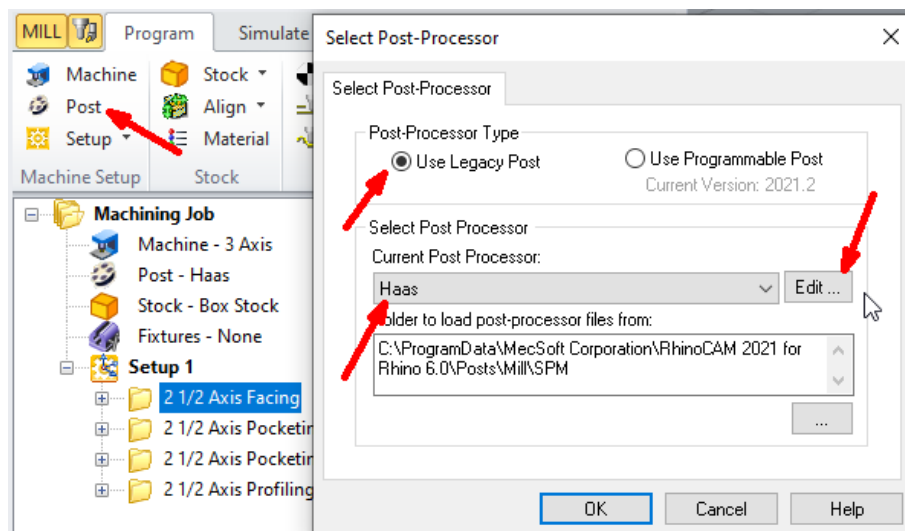 MILL
Program
Simulate
Machine
Post
Setup
Machine Setup
Stock
Align
Material
Stock
Machining Job
Machine - 3 Axis
Post - Haas
Stock - Box Stock
Fixtures - None
Setup 1
2 1/2 Axis Facing
2 1/2 Axis Pocketin
2 1/2 Axis Pocketin
2 1/2 Axis Profiling
Select Post-Processor
Select Post-Processor
Post-Processor Type
Use Legacy Post
Use Programmable Post
Current Version: 2021.2
Select Post Processor
Current Post Processor:
Haas
Edit ...
older to load post-processor files from:
C:\ProgramData\MecSoft Corporation\RhinoCAM 2021 for
Rhino 6.0\Posts\Mill\SPM
...
OK
Cancel
Help